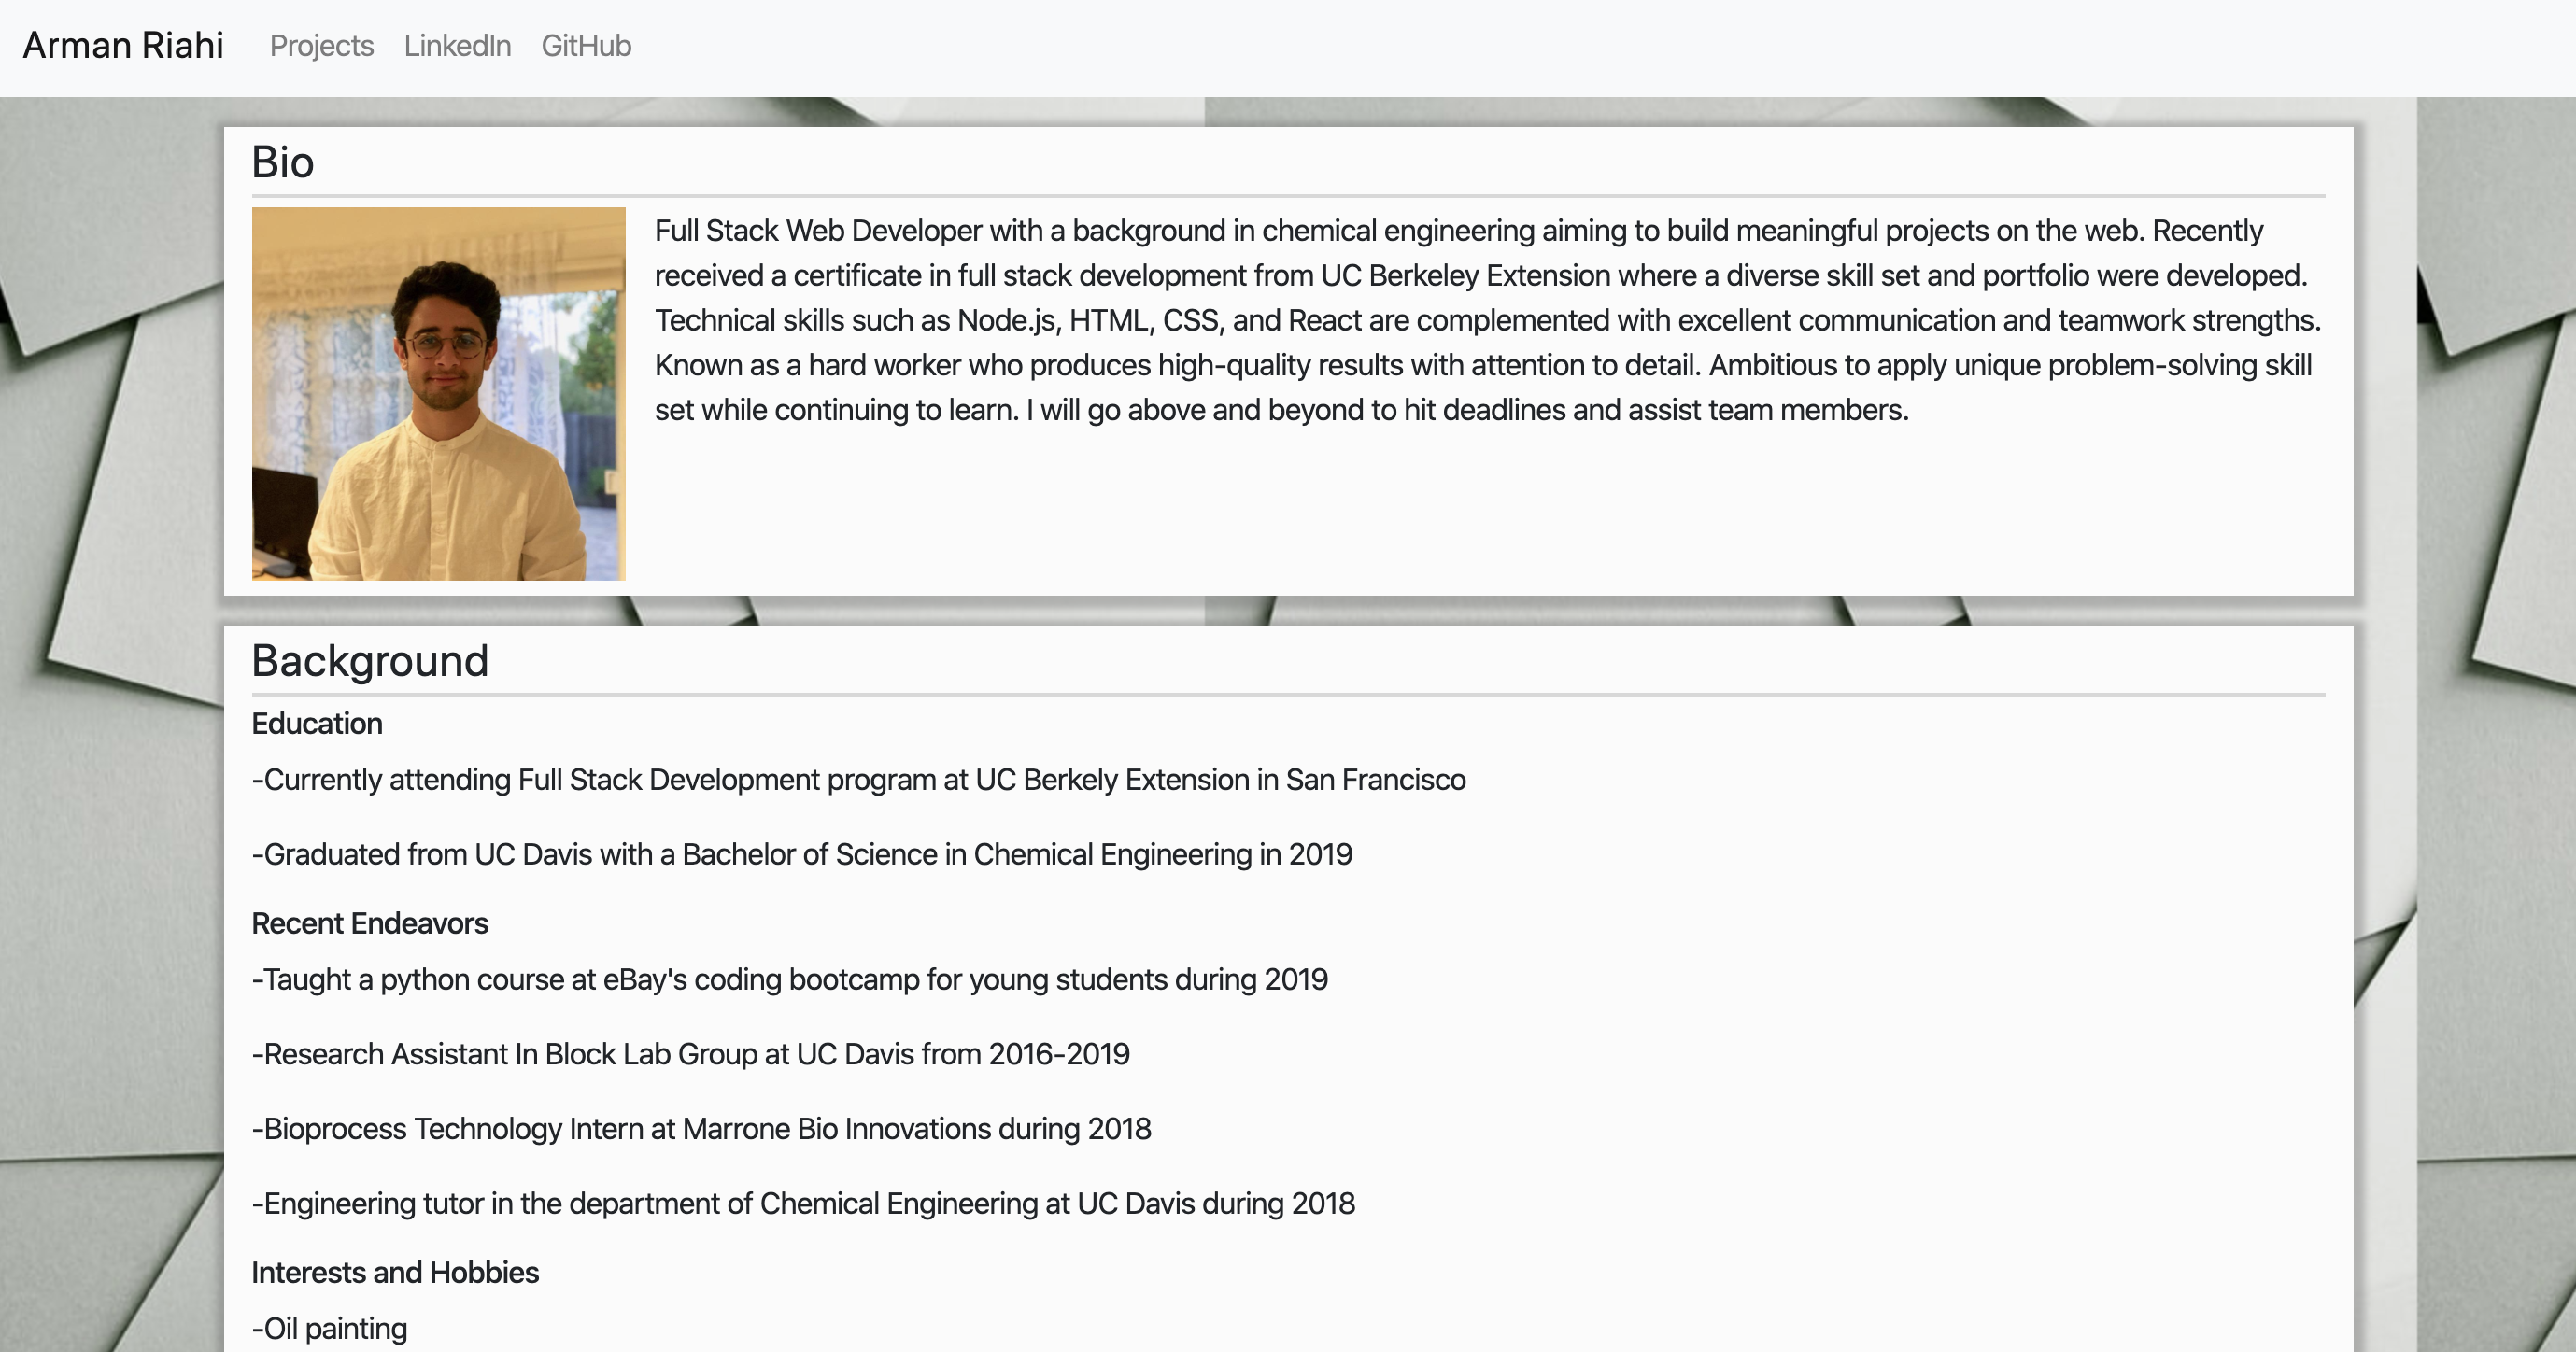 Arman Riahi Projects LinkedIn GitHub
Bio
Full Stack Web Developer with a background in chemical engineering aiming to build meaningful projects on the web. Recently
received a certificate in full stack development from UC Berkeley Extension where a diverse skill set and portfolio were developed.
Technical skills such as Node.js, HTML, CSS, and React are complemented with excellent communication and teamwork strengths.
Known as a hard worker who produces high-quality results with attention to detail. Ambitious to apply unique problem-solving skill
set while continuing to learn. I will go above and beyond to hit deadlines and assist team members.
Background
Education
-Currently attending Full Stack Development program at UC Berkely Extension in San Francisco
-Graduated from UC Davis with a Bachelor of Science in Chemical Engineering in 2019
Recent Endeavors
-Taught a python course at eBay's coding bootcamp for young students during 2019
-Research Assistant In Block Lab Group at UC Davis from 2016-2019
-Bioprocess Technology Intern at Marrone Bio Innovations during 2018
-Engineering tutor in the department of Chemical Engineering at UC Davis during 2018
Interests and Hobbies
-Oil painting